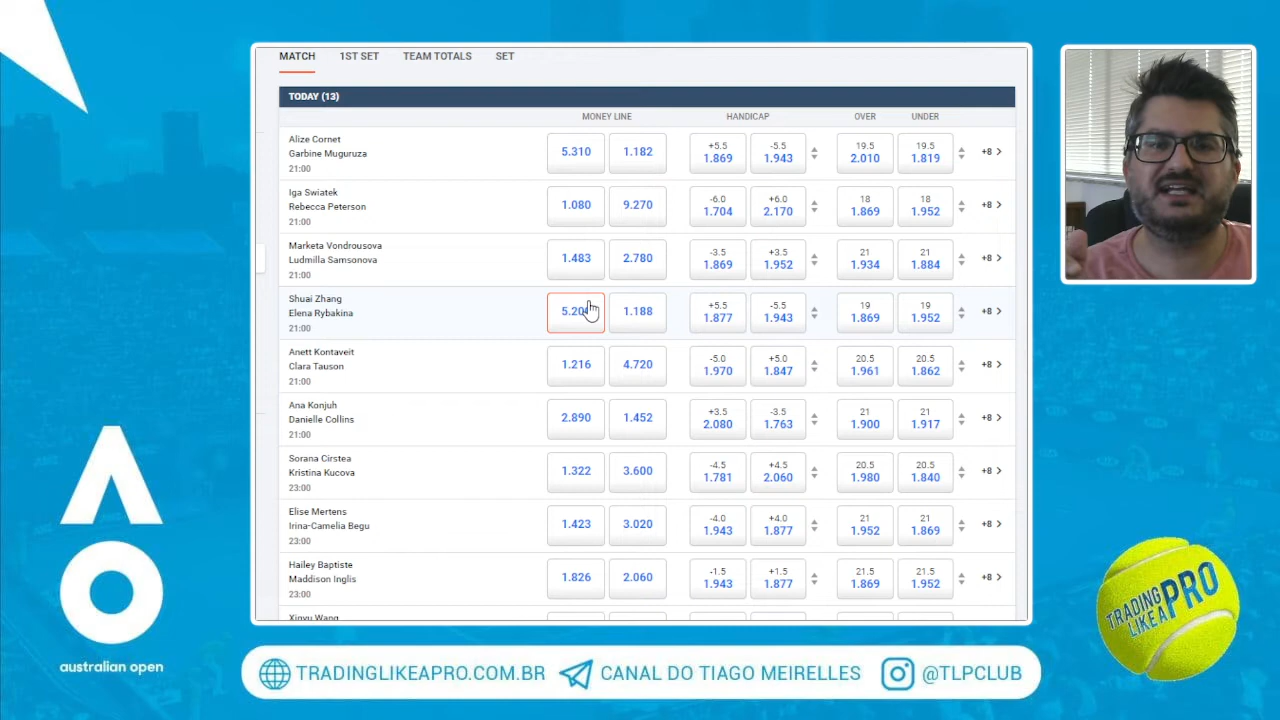 MATCH 1ST SET TEAM TOTALS SET
TODAY (13)
MONEY LINE HANDICAP OVER UNDER
Alize Cornet
Garbine Muguruza
21:00
5.310 1.182 +5.5 1.869 -5.5 1.943 19.5 2.010 19.5 1.819 +8 >
Iga Swiatek
Rebecca Peterson
21:00
1.080 9.270 -6.0 1.704 +6.0 2.170 18 1.869 18 1.952 +8 >
Marketa Vondrousova
Ludmilla Samsonova
21:00
1.483 2.780 -3.5 1.869 +3.5 1.952 21 1.934 21 1.884 +8 >
Shuai Zhang
Elena Rybakina
21:00
5.20 1.188 +5.5 1.877 -5.5 1.943 19 1.869 19 1.952 +8 >
Anett Kontaveit
Clara Tauson
21:00
1.216 4.720 -5.0 1.970 +5.0 1.847 20.5 1.961 20.5 1.862 +8 >
Ana Konjuh
Danielle Collins
21:00
2.890 1.452 +3.5 2.080 -3.5 1.763 21 1.900 21 1.917 +8 >
Sorana Cirstea
Kristina Kucova
23:00
1.322 3.600 -4.5 1.781 +4.5 2.060 20.5 1.980 20.5 1.840 +8 >
Elise Mertens
Irina-Camelia Begu
23:00
1.423 3.020 -4.0 1.943 +4.0 1.877 21 1.952 21 1.869 +8 >
Hailey Baptiste
Maddison Inglis
23:00
1.826 2.060 -1.5 1.943 +1.5 1.877 21.5 1.869 21.5 1.952 +8 >
Xinyu Wang
australian open
TRADING
LIKE A
PRO
TRADINGLIKEAPRO.COM.BR CANAL DO TIAGO MEIRELLES @TLPCLUB